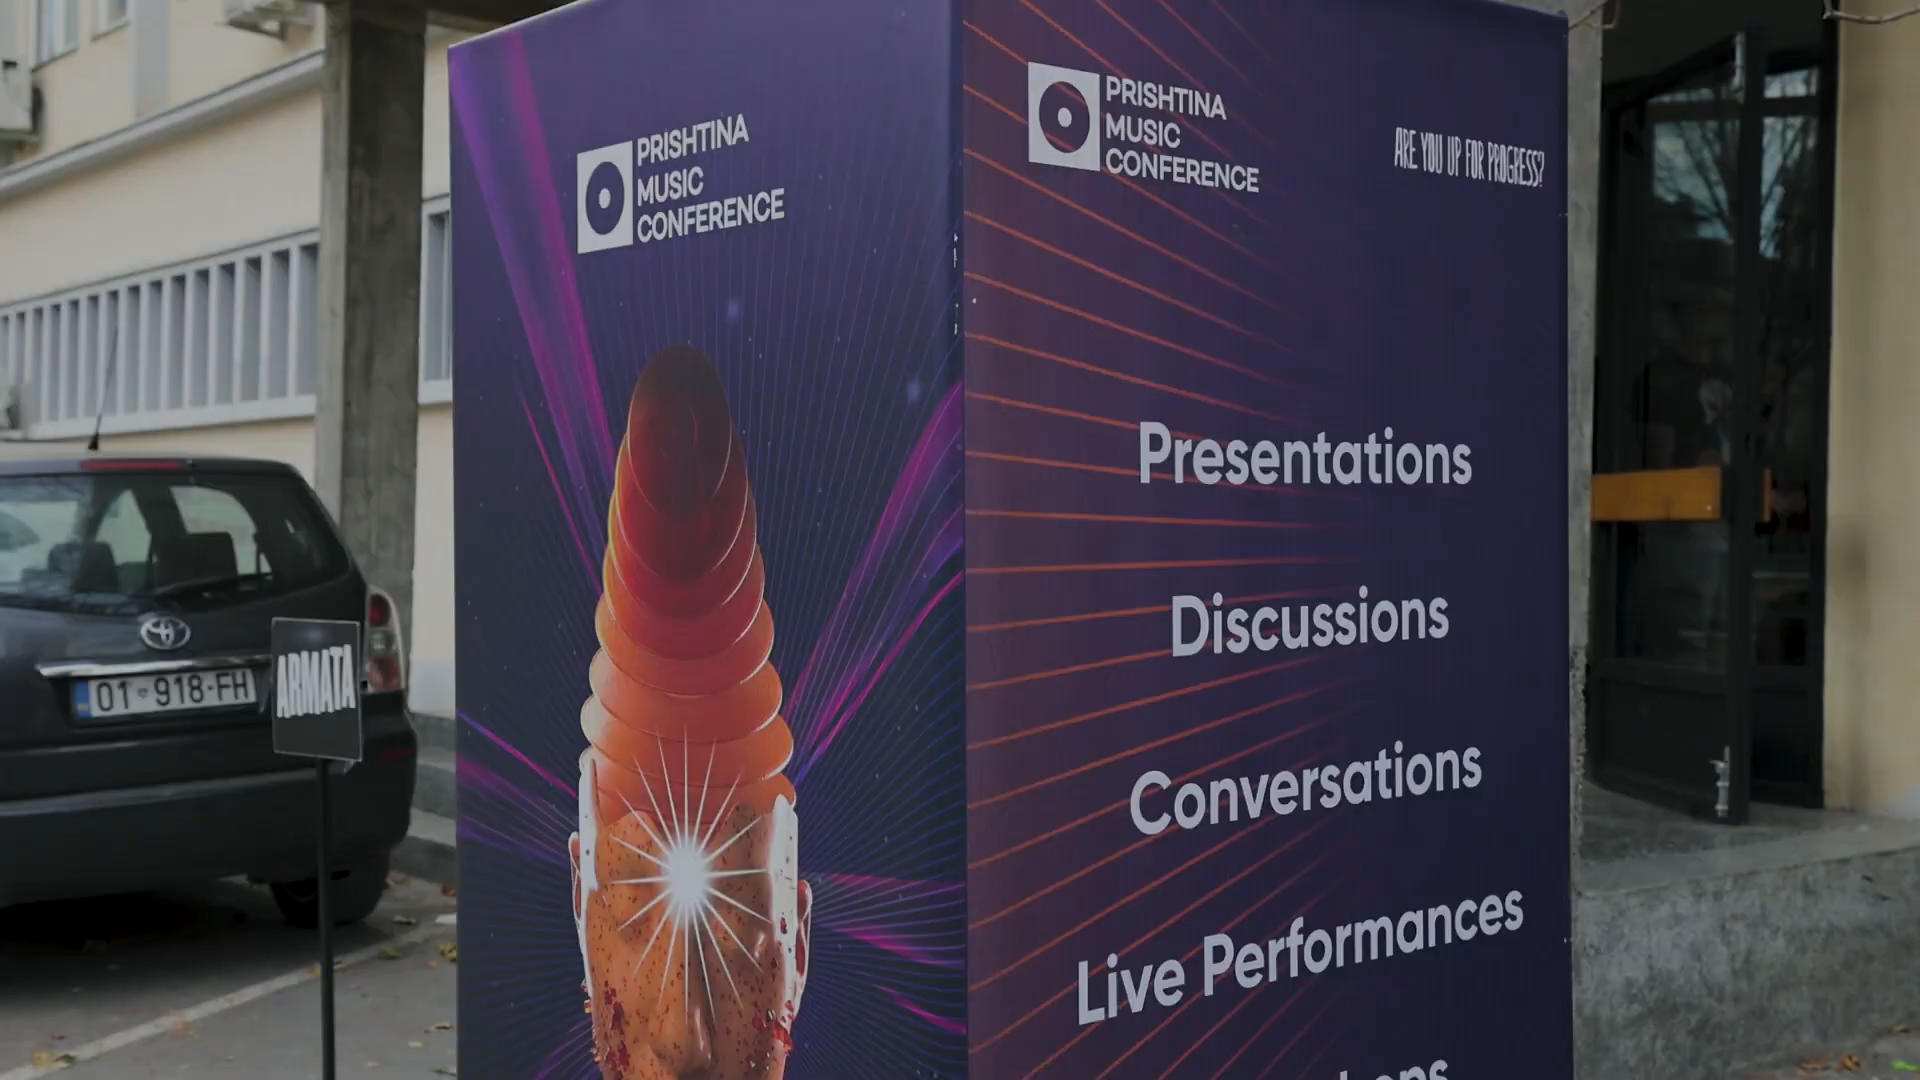 PRISHTINA
MUSIC
CONFERENCE
PRISHTINA
MUSIC
CONFERENCE
ARE YOU UP FOR PROGRESS?
Presentations
Discussions
Conversations
Live Performances
01-918-FH
ARMATA